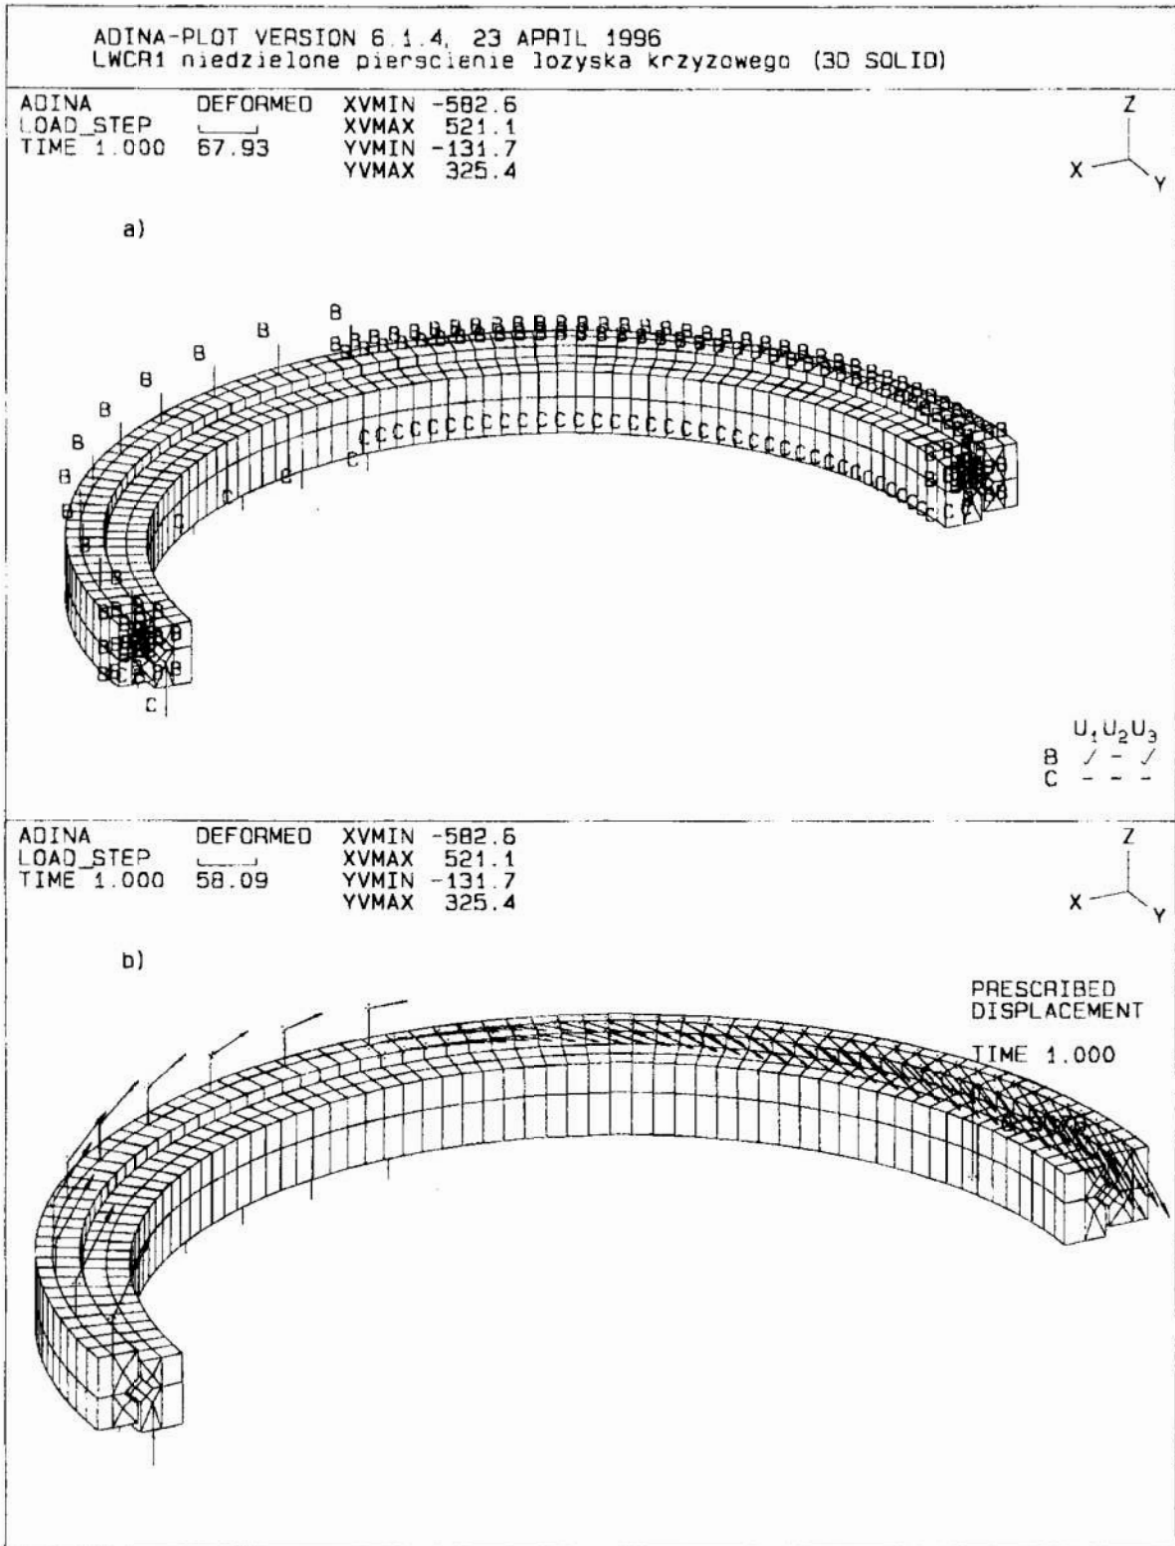 ADINA-PLOT VERSION 6.1.4, 23 APRIL 1996
LWCR1 niedzielone pierscienie lozyska krzyzowego (3D SOLID)
ADINA DEFORMED XVMIN -582.6
LOAD_STEP XVMAX 521.1
TIME 1.000 67.93 YVMIN -131.7
YVMAX 325.4
Z
X
Y
a)
U₁U₂U₃
B ✓ - ✓
C - - -
ADINA DEFORMED XVMIN -582.6
LOAD_STEP XVMAX 521.1
TIME 1.000 58.09 YVMIN -131.7
YVMAX 325.4
Z
X
Y
b)
PRESCRIBED
DISPLACEMENT
TIME 1.000